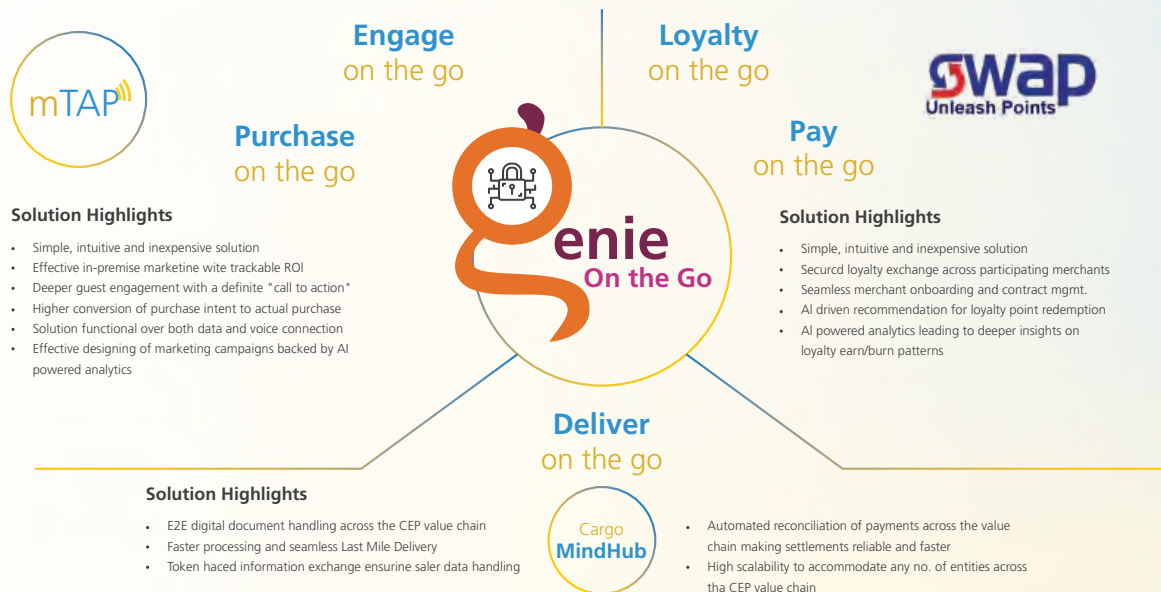 mTAP
Engage
on the go
Purchase
on the go
Solution Highlights
• Simple, intuitive and inexpensive solution
• Effective in-premise marketine wite trackable ROl
• Deeper guest engagement with a definite "call to action"
• Higher conversion of purchase intent to actual purchase
• Solution functional over both data and voice connection
• Effective designing of marketing campaigns backed by AI
powered analytics
genie
On the Go
Loyalty
on the go
Pay
on the go
swap
Unleash Points
Solution Highlights
• Simple, intuitive and inexpensive solution
• Securcd loyalty exchange across participating merchants
• Seamless merchant onboarding and contract mgmt.
• Al driven recommendation for loyalty point redemption
• Al powered analytics leading to deeper insights on
loyalty earn/burn patterns
Deliver
on the go
Cargo
MindHub
Solution Highlights
• E2E digital document handling across the CEP value chain
• Faster processing and seamless Last Mile Delivery
• Token haced information exchange ensurine saler data handling
• Automated reconciliation of payments across the value
chain making settlements reliable and faster
• High scalability to accommodate any no. of entities across
tha CEP value chain